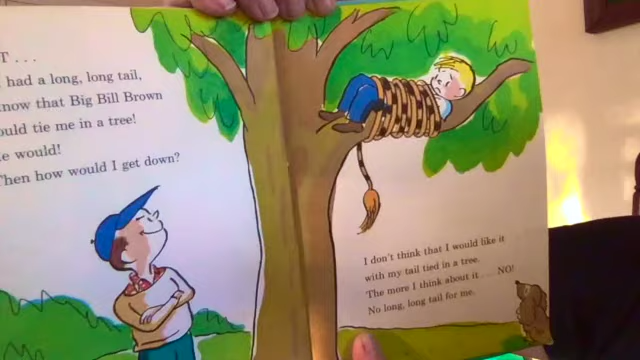 T . . .
had a long, long tail,
now that Big Bill Brown
ould tie me in a tree!
e would!
Then how would I get down?
I don't think that I would like it
with my tail tied in a tree.
The more I think about it . . . NO!
No long, long tail for me.